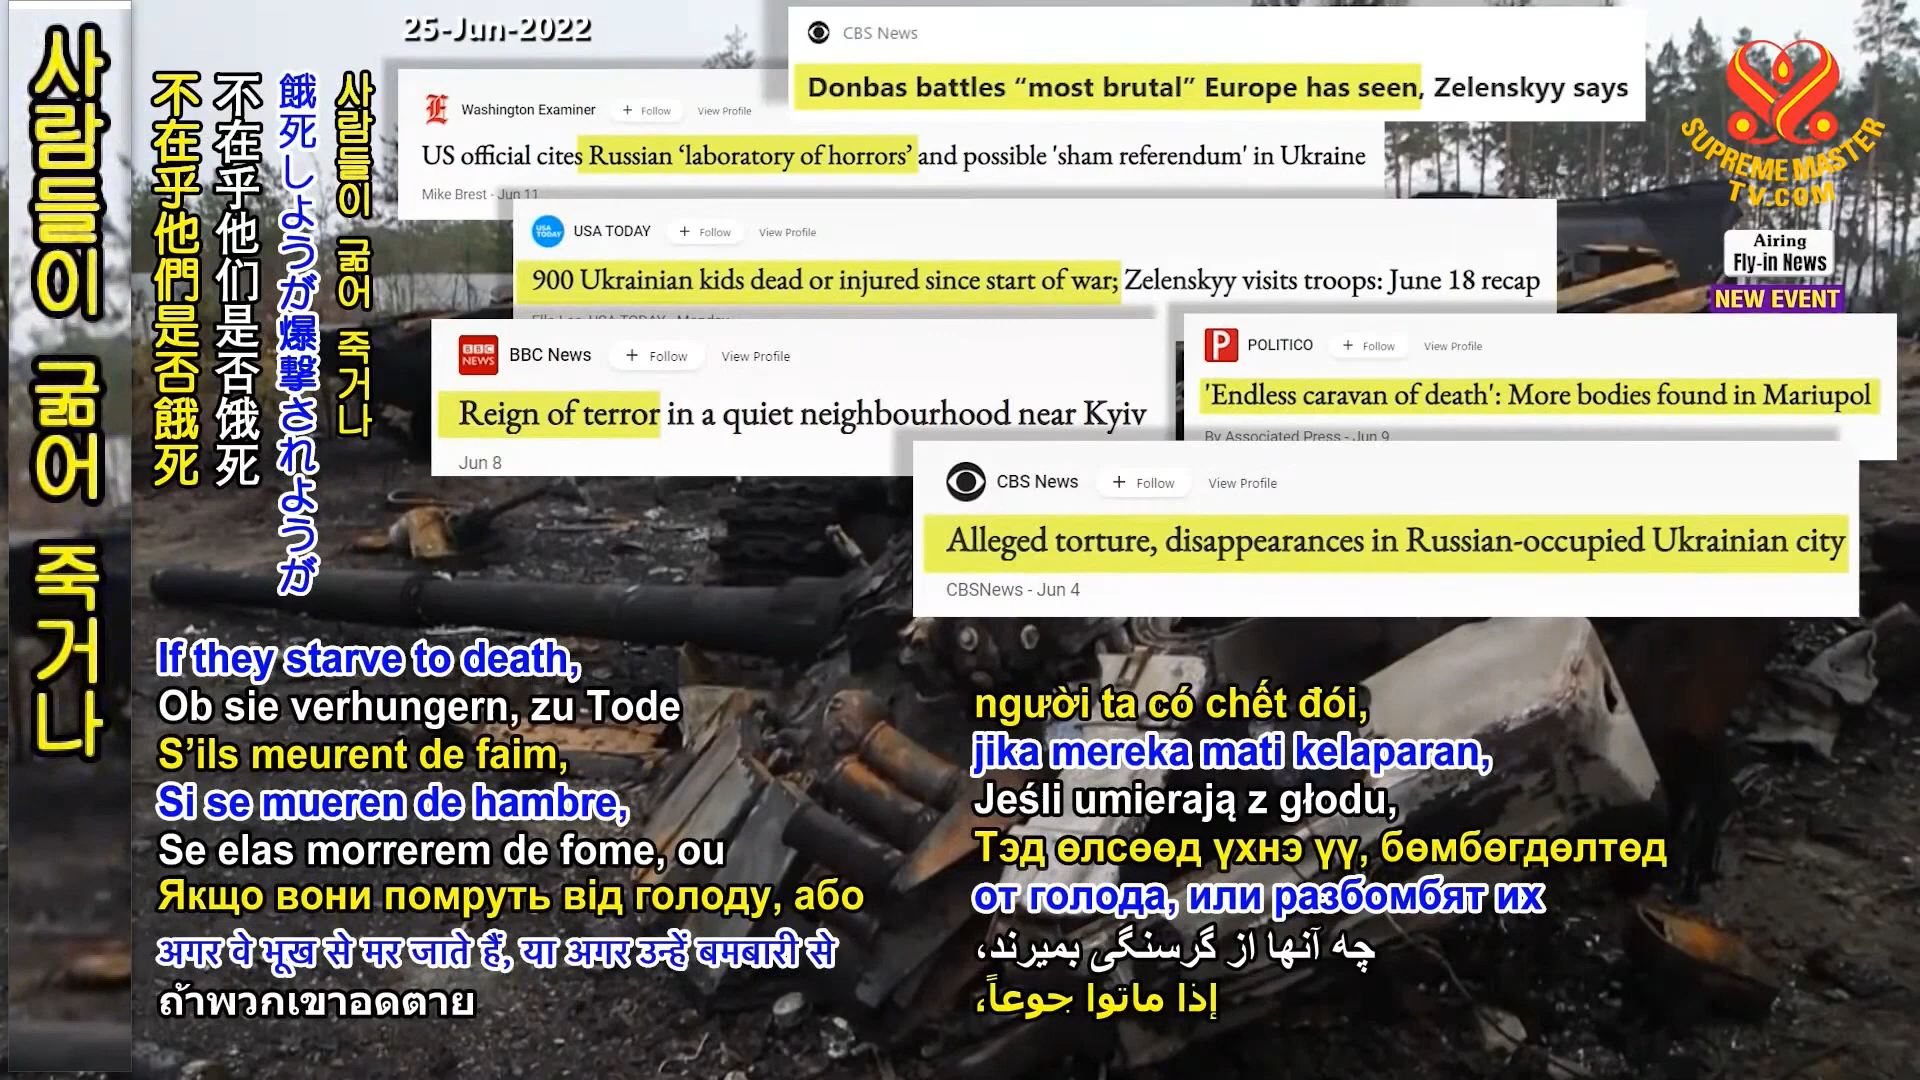 사람들이 굶어 죽거나
不在乎他們是否餓死
不在乎他们是否饿死
餓死しようが爆撃されようが
사람들이 굶어 죽거나
25-Jun-2022
CBS News
Donbas battles “most brutal” Europe has seen, Zelenskyy says
Washington Examiner + Follow View Profile
US official cites Russian ‘laboratory of horrors’ and possible 'sham referendum' in Ukraine
Mike Brest - Jun 11
USA TODAY
USA TODAY + Follow View Profile
900 Ukrainian kids dead or injured since start of war; Zelenskyy visits troops: June 18 recap
BBC NEWS
BBC News + Follow View Profile
Reign of terror in a quiet neighbourhood near Kyiv
Jun 8
POLITICO + Follow View Profile
'Endless caravan of death': More bodies found in Mariupol
By Associated Press - Jun 9
CBS News + Follow View Profile
Alleged torture, disappearances in Russian-occupied Ukrainian city
CBSNews - Jun 4
SUPREME MASTER
TV.COM
Airing
Fly-in News
NEW EVENT
If they starve to death,
Ob sie verhungern, zu Tode
S’ils meurent de faim,
Si se mueren de hambre,
Se elas morrerem de fome, ou
Якщо вони помруть від голоду, або
अगर वे भूख से मर जाते हैं, या अगर उन्हें बमबारी से
ถ้าพวกเขาอดตาย
người ta có chết đói,
jika mereka mati kelaparan,
Jeśli umierają z głodu,
Тэд өлсөөд үхнэ үү, бөмбөгдөлтөд
от голода, или разбомбят их
چه آنها از گرسنگی بمیرند،
إذا ماتوا جوعاً،